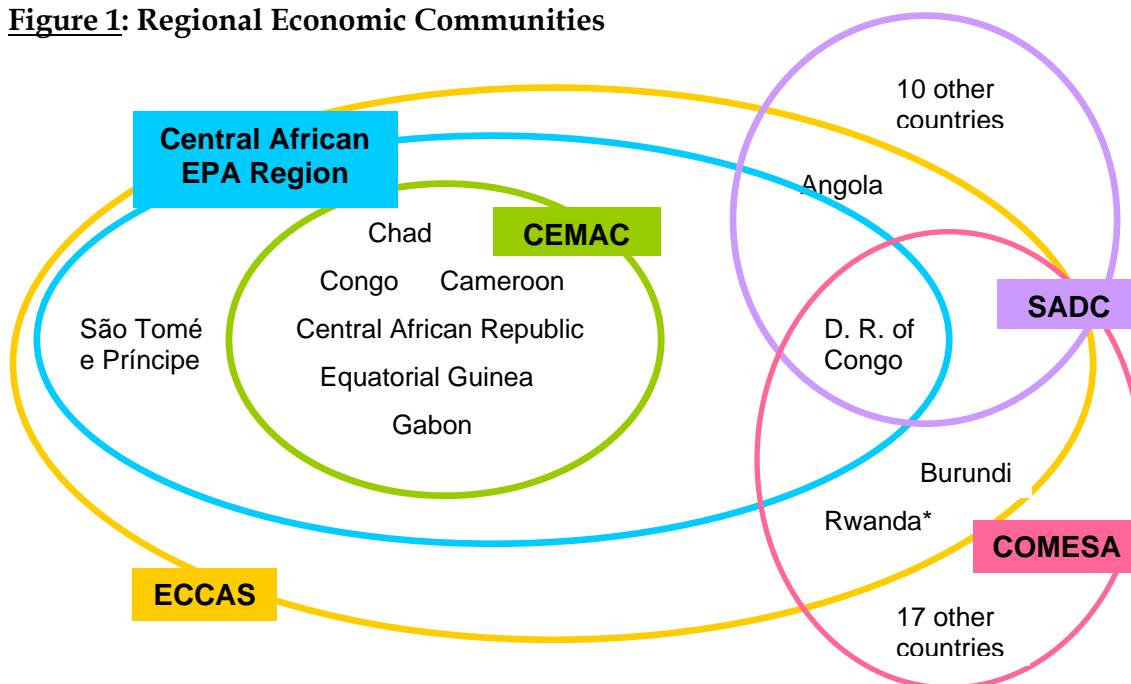 Figure 1: Regional Economic Communities
10 other
countries
Central African
EPA Region
Angola
Chad
CEMAC
Congo
Cameroon
SADC
São Tomé
e Príncipe
Central African Republic
D. R. of
Congo
Equatorial Guinea
Gabon
Burundi
Rwanda*
COMESA
ECCAS
17 other
countries